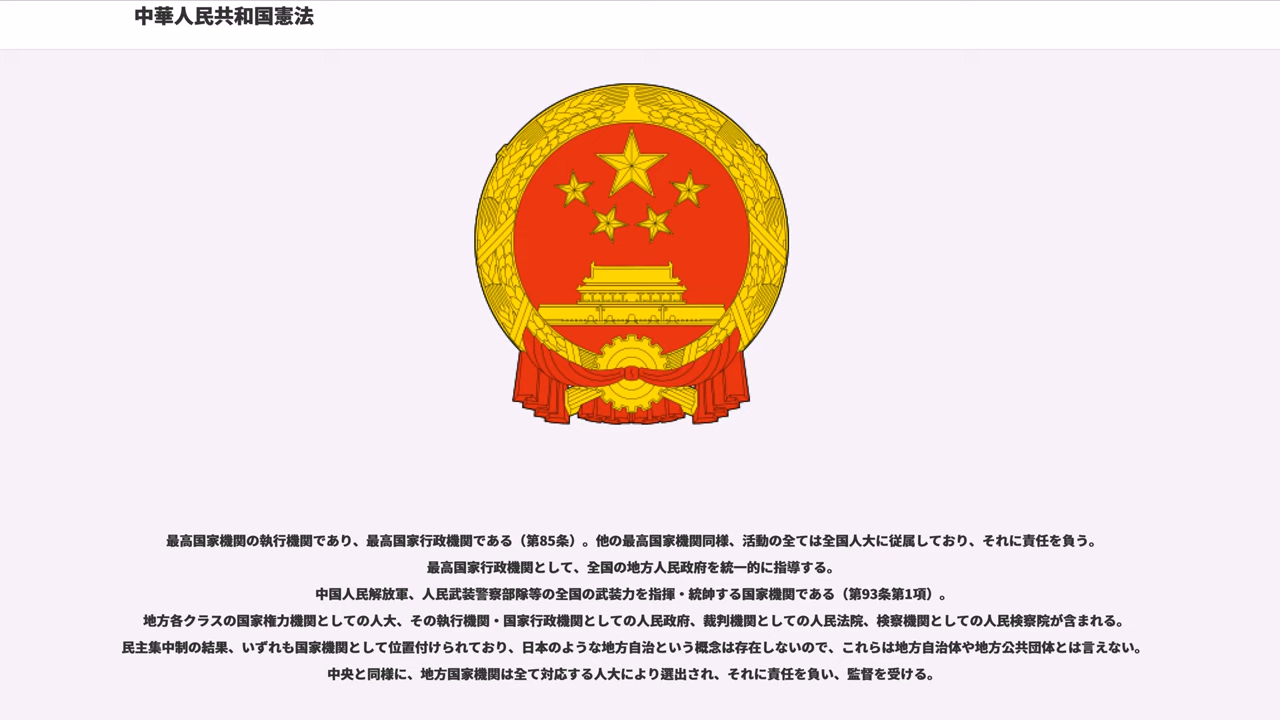 中華人民共和国憲法
最高国家機関の執行機関であり、最高国家行政機関である（第85条）。他の最高国家機関同様、活動の全ては全国人大に従属しており、それに責任を負う。
最高国家行政機関として、全国の地方人民政府を統一的に指導する。
中国人民解放軍、人民武装警察部隊等の全国の武装力を指揮・統帥する国家機関である（第93条第1項）。
地方各クラスの国家権力機関としての人大、その執行機関・国家行政機関としての人民政府、裁判機関としての人民法院、検察機関としての人民検察院が含まれる。
民主集中制の結果、いずれも国家機関として位置付けられており、日本のような地方自治という概念は存在しないので、これらは地方自治体や地方公共団体とは言えない。
中央と同様に、地方国家機関は全て対応する人大により選出され、それに責任を負い、監督を受ける。